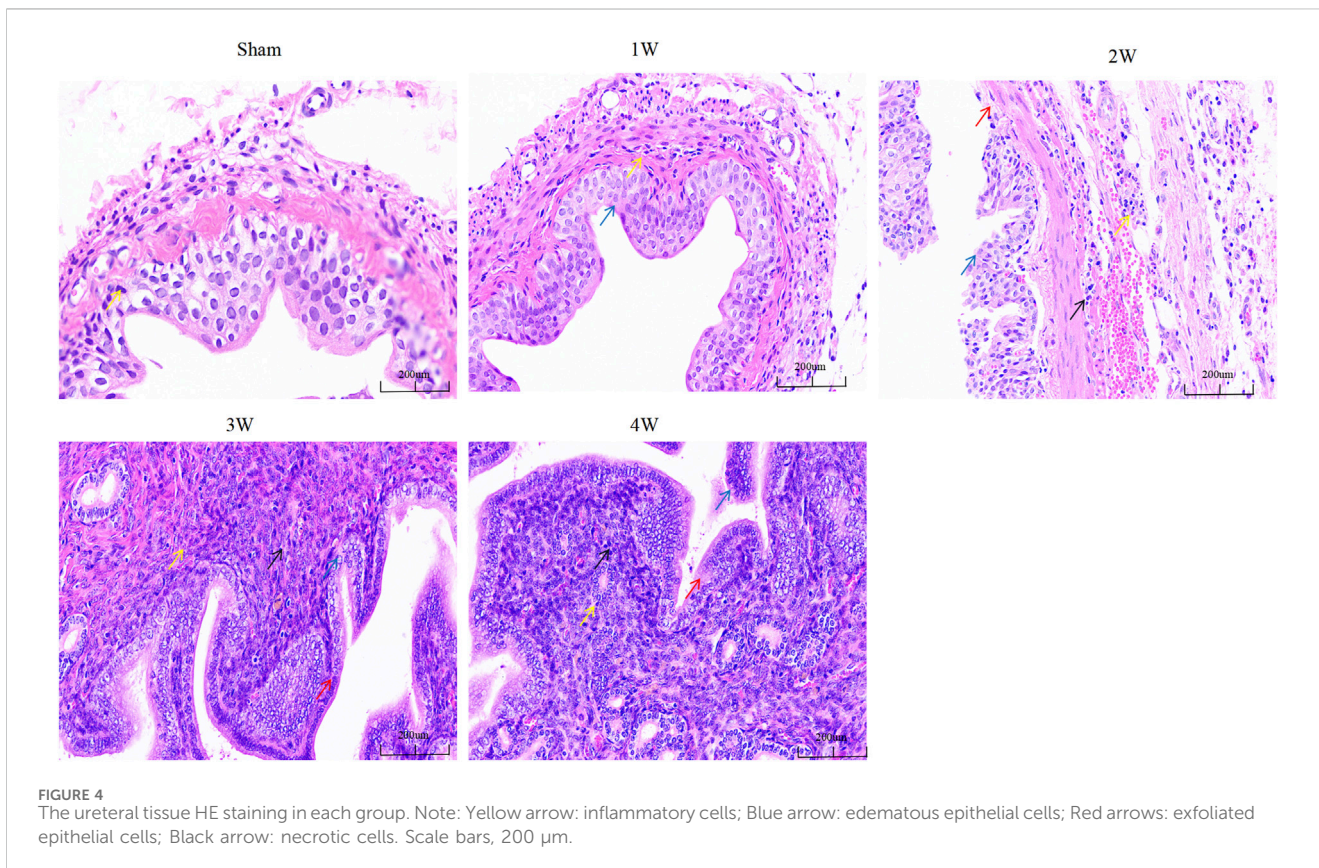 Sham
1W
2W
200um
200um
200um
3W
4W
200um
200um
FIGURE 4
The ureteral tissue HE staining in each group. Note: Yellow arrow: inflammatory cells; Blue arrow: edematous epithelial cells; Red arrows: exfoliated
epithelial cells; Black arrow: necrotic cells. Scale bars, 200 μm.